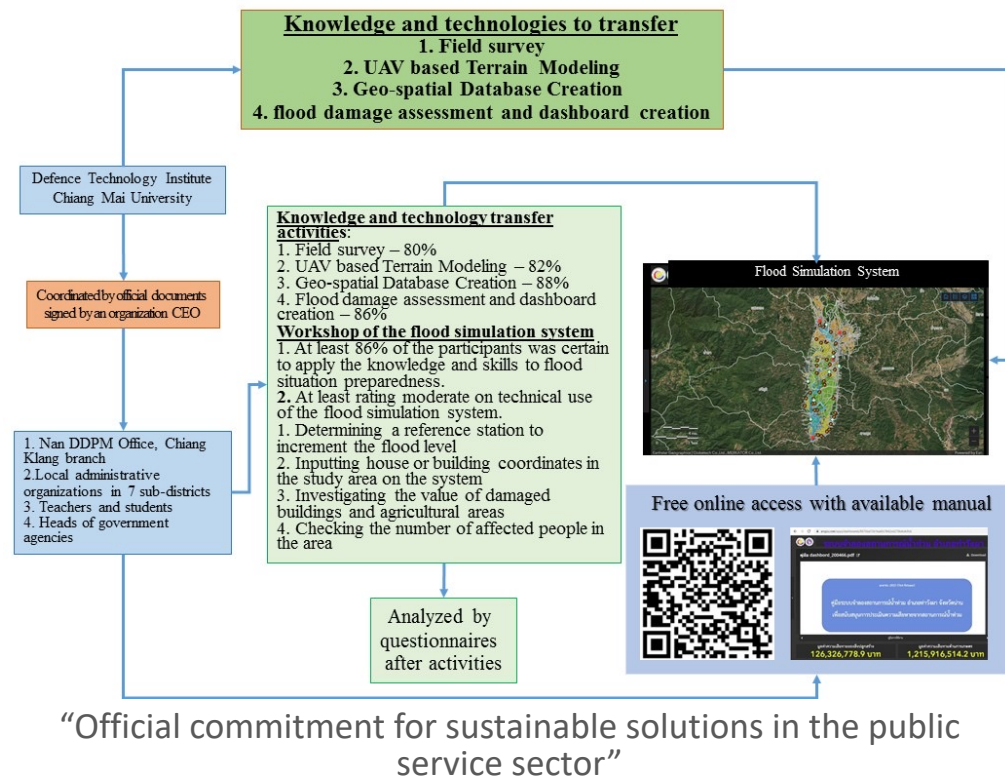 Knowledge and technologies to transfer
1. Field survey
2. UAV based Terrain Modeling
3. Geo-spatial Database Creation
4. flood damage assessment and dashboard creation
Defence Technology Institute
Chiang Mai University
Coordinated by official documents
signed by an organization CEO
1. Nan DDPM Office, Chiang
Klang branch
2.Local administrative
organizations in 7 sub-districts
3. Teachers and students
4. Heads of government
agencies
Knowledge and technology transfer
activities:
1. Field survey – 80%
2. UAV based Terrain Modeling – 82%
3. Geo-spatial Database Creation – 88%
4. Flood damage assessment and dashboard
creation – 86%
Workshop of the flood simulation system
1. At least 86% of the participants was certain
to apply the knowledge and skills to flood
situation preparedness.
2. At least rating moderate on technical use
of the flood simulation system.
1. Determining a reference station to
increment the flood level
2. Inputting house or building coordinates in
the study area on the system
3. Investigating the value of damaged
buildings and agricultural areas
4. Checking the number of affected people in
the area
Analyzed by
questionnaires
after activities
Flood Simulation System
Free online access with available manual
126,326,778.9 บาท
1,215,916,514.2 บาท
“Official commitment for sustainable solutions in the public
service sector”